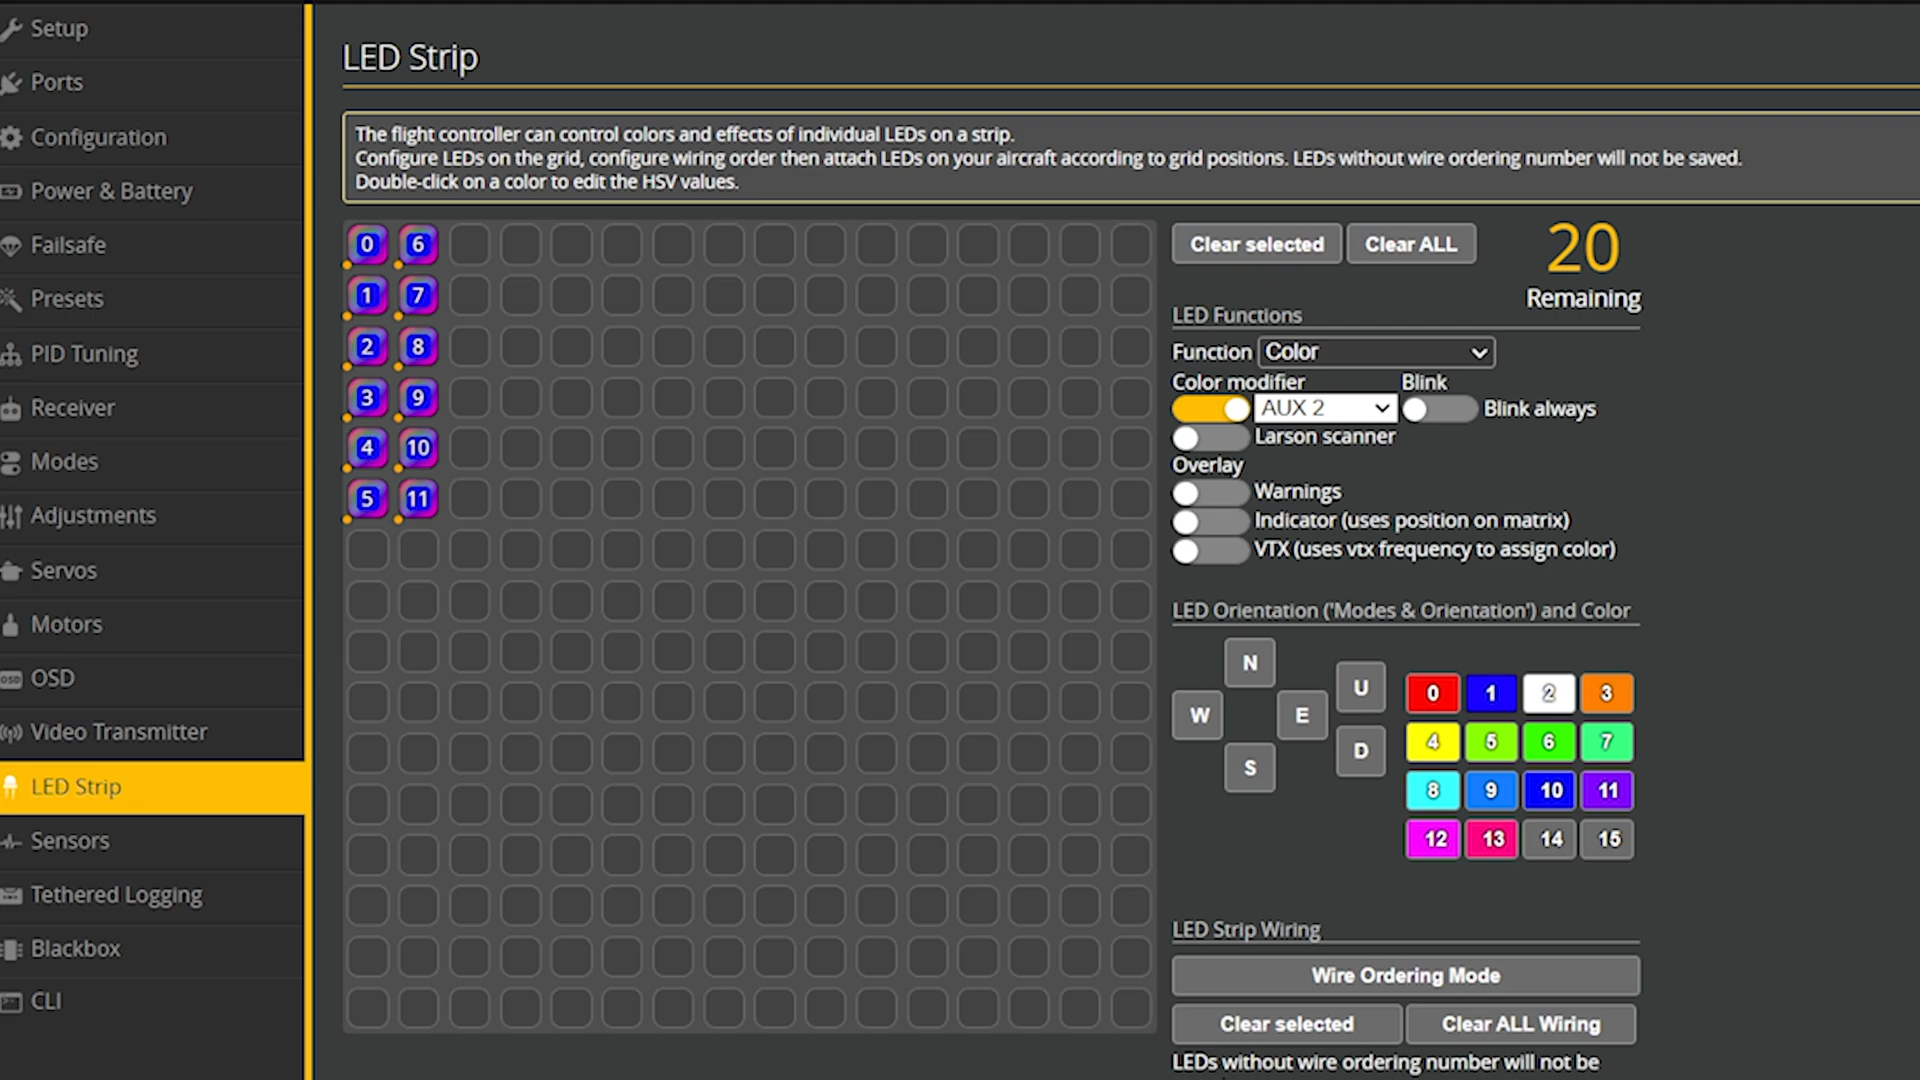 Setup
Ports
Configuration
Power & Battery
Failsafe
Presets
PID Tuning
Receiver
Modes
Adjustments
Servos
Motors
OSD
OSD
Video Transmitter
LED Strip
Sensors
Tethered Logging
Blackbox
CLI
LED Strip
The flight controller can control colors and effects of individual LEDs on a strip.
Configure LEDs on the grid, configure wiring order then attach LEDs on your aircraft according to grid positions. LEDs without wire ordering number will not be saved.
Double-click on a color to edit the HSV values.
0 6
1 7
2 8
3 9
4 10
5 11
Clear selected Clear ALL
20
Remaining
LED Functions
Function Color
Color modifier Blink
AUX 2 Blink always
Larson scanner
Overlay
Warnings
Indicator (uses position on matrix)
VTX (uses vtx frequency to assign color)
LED Orientation ('Modes & Orientation') and Color
N
W E
S
U
D
0 1 2 3
4 5 6 7
8 9 10 11
12 13 14 15
LED Strip Wiring
Wire Ordering Mode
Clear selected Clear ALL Wiring
LEDs without wire ordering number will not be